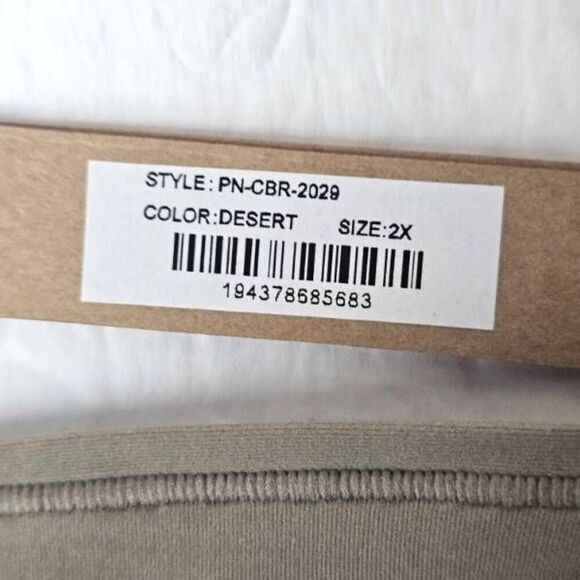 STYLE: PN-CBR-2029
COLOR:DESERT SIZE:2X
194378685683